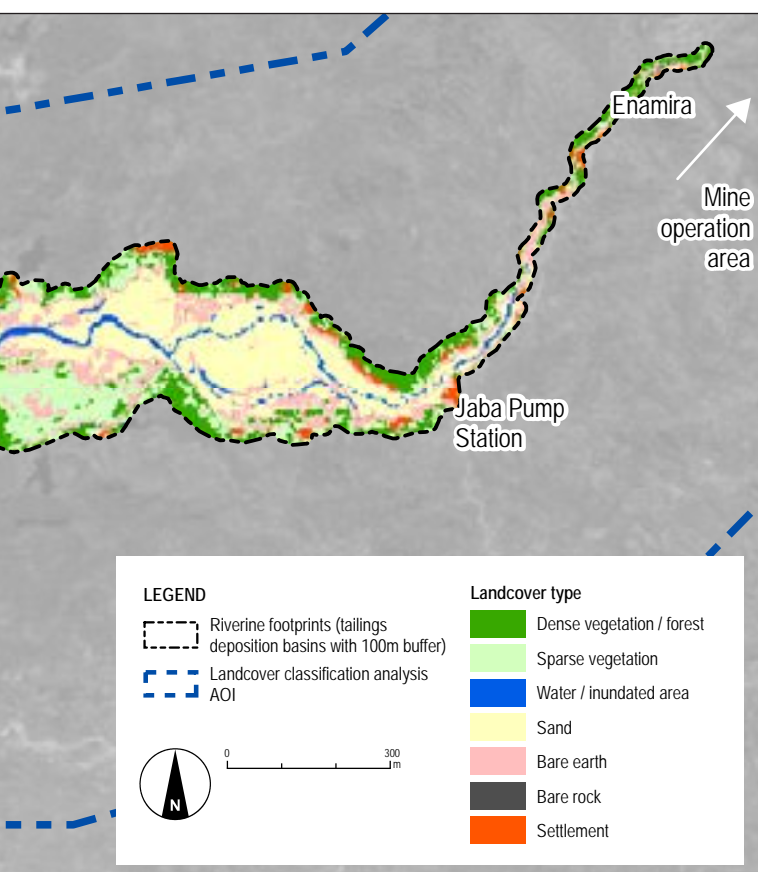 Enamira
Mine
operation
area
Jaba Pump
Station
LEGEND
Riverine footprints (tailings
deposition basins with 100m buffer)
Landcover classification analysis
AOI
0
300
m
N
Landcover type
Dense vegetation / forest
Sparse vegetation
Water / inundated area
Sand
Bare earth
Bare rock
Settlement